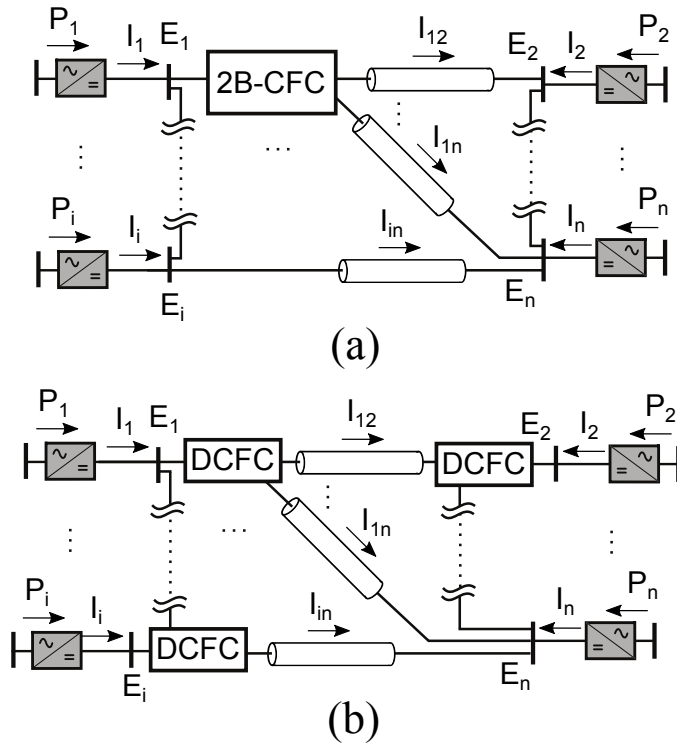 P1 I1 E1 I12 E2 I2 P2
2B-CFC
I1n
Pi Ii Iin In Pn
Ei En
(a)
P1 I1 E1 I12 E2 I2 P2
DCFC DCFC
I1n
Pi Ii Iin In Pn
DCFC
Ei En
(b)